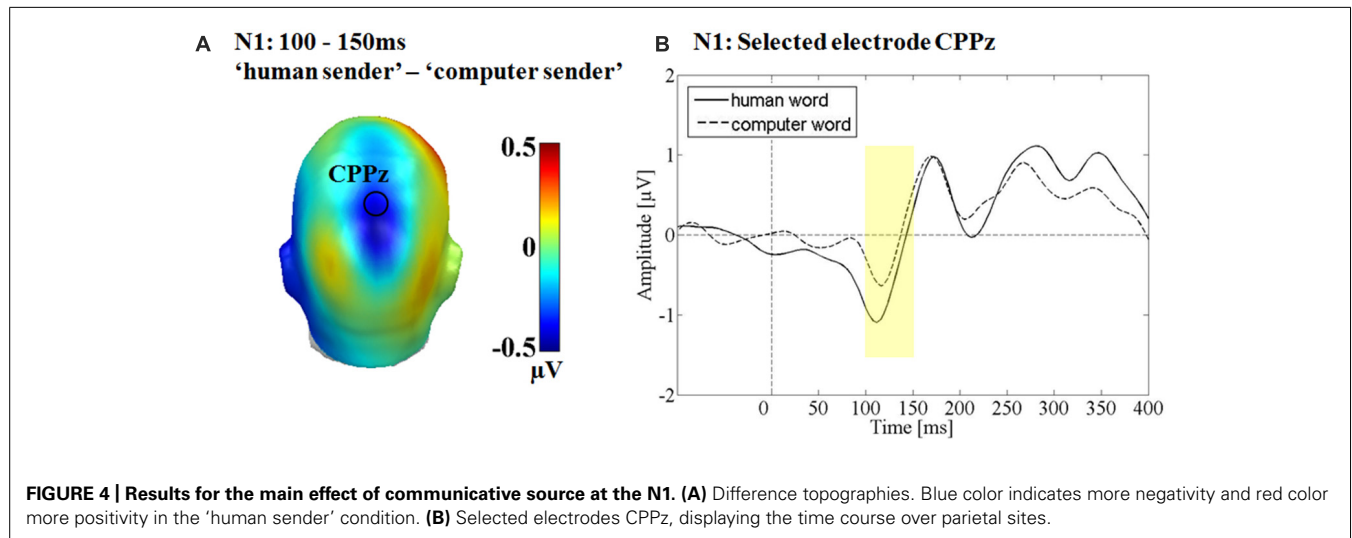 A N1: 100 - 150ms
'human sender' – 'computer sender'
CPPz
0.5
0
-0.5
µV
B N1: Selected electrode CPPz
human word
computer word
Amplitude [µV]
2
1
0
-1
-2
0 50 100 150 200 250 300 350 400
Time [ms]
FIGURE 4 | Results for the main effect of communicative source at the N1. (A) Difference topographies. Blue color indicates more negativity and red color
more positivity in the 'human sender' condition. (B) Selected electrodes CPPz, displaying the time course over parietal sites.